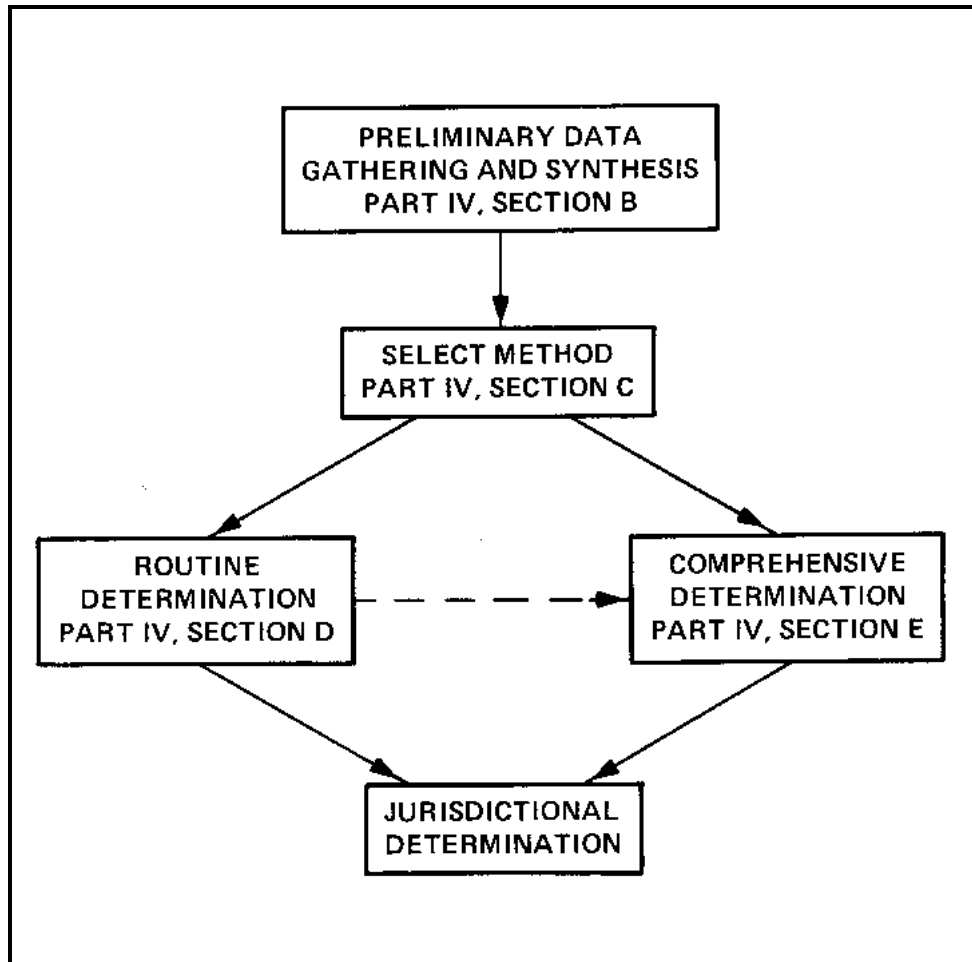 PRELIMINARY DATA
GATHERING AND SYNTHESIS
PART IV, SECTION B
SELECT METHOD
PART IV, SECTION C
ROUTINE
DETERMINATION
PART IV, SECTION D
COMPREHENSIVE
DETERMINATION
PART IV, SECTION E
JURISDICTIONAL
DETERMINATION